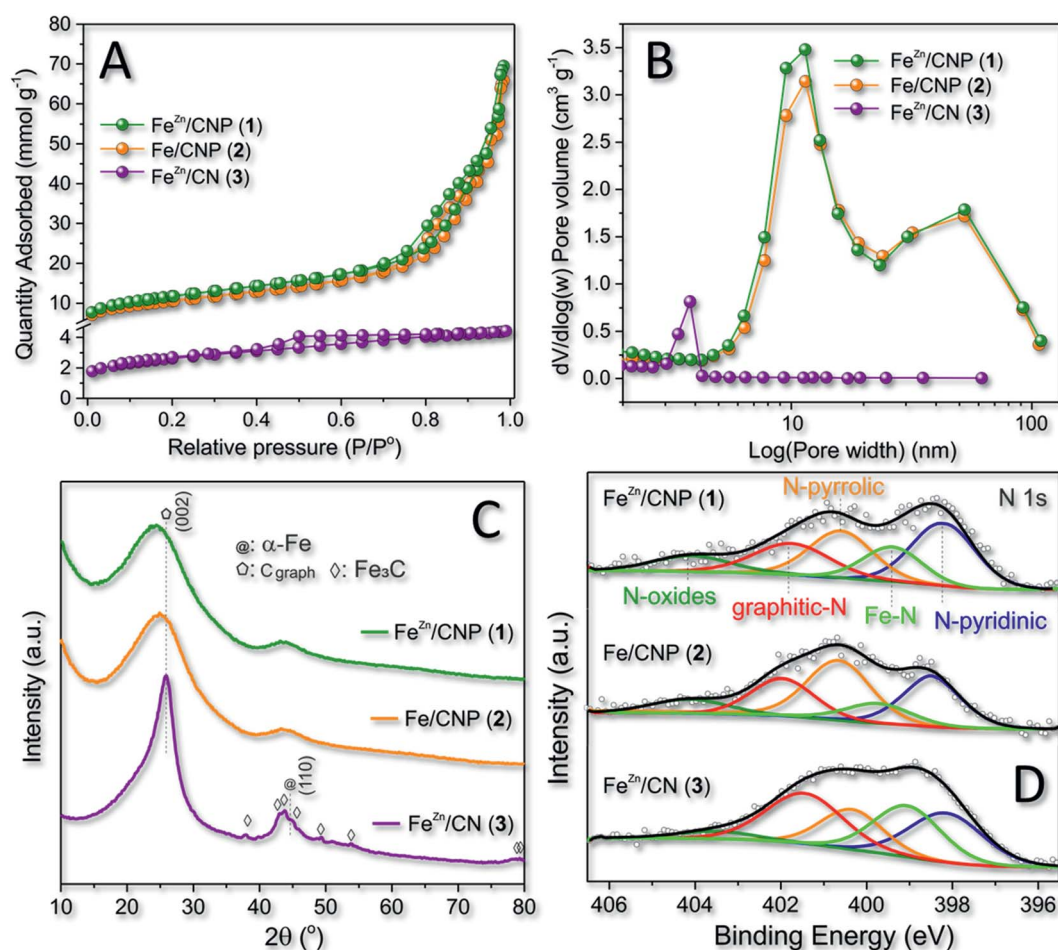 A
Fe^Zn/CNP (1)
Fe/CNP (2)
Fe^Zn/CN (3)
Quantity Adsorbed (mmol g⁻¹)
80
70
60
50
40
30
20
10
4
2
0
0.0 0.2 0.4 0.6 0.8 1.0
Relative pressure (P/Pº)
B
Fe^Zn/CNP (1)
Fe/CNP (2)
Fe^Zn/CN (3)
dV/dlog(w) Pore volume (cm³ g⁻¹)
3.5
3.0
2.5
2.0
1.5
1.0
0.5
0.0
10 100
Log(Pore width) (nm)
C
(002)
@: α-Fe
⬠: C graph ◊: Fe₃C
Fe^Zn/CNP (1)
Fe/CNP (2)
@ (110)
Fe^Zn/CN (3)
Intensity (a.u.)
10 20 30 40 50 60 70 80
2θ (°)
D
Fe^Zn/CNP (1)
N-pyrrolic
N 1s
N-oxides
graphitic-N
Fe-N
N-pyridinic
Fe/CNP (2)
Fe^Zn/CN (3)
Intensity (a.u.)
406 404 402 400 398 396
Binding Energy (eV)